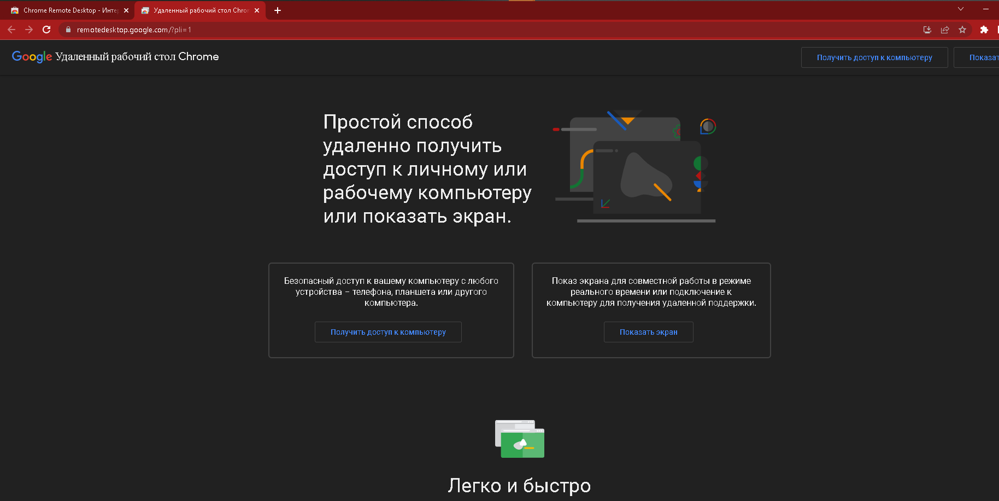 Chrome Remote Desktop - Инте
Удаленный рабочий стол Chro
remotedesktop.google.com/?pli=1
Google Удаленный рабочий стол Chrome
Получить доступ к компьютеру
Показат
Простой способ
удаленно получить
доступ к личному или
рабочему компьютеру
или показать экран.
Безопасный доступ к вашему компьютеру с любого
устройства – телефона, планшета или другого
компьютера.
Получить доступ к компьютеру
Показ экрана для совместной работы в режиме
реального времени или подключение к
компьютеру для получения удаленной поддержки.
Показать экран
Легко и быстро